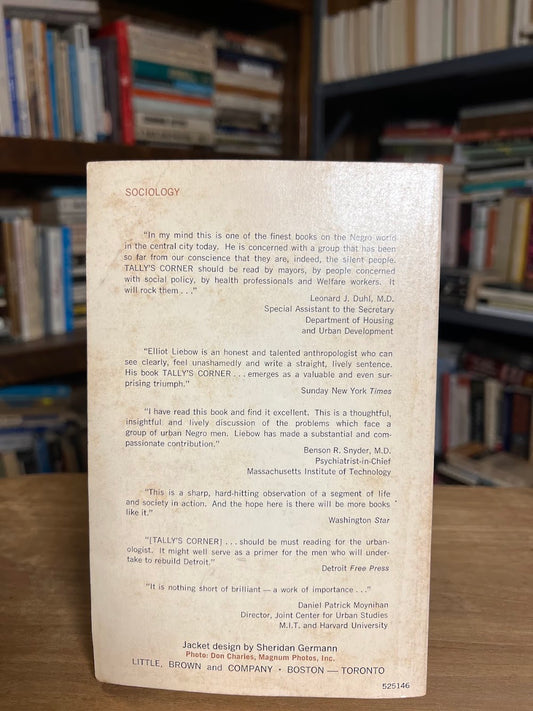 SOCIOLOGY
"In my mind this is one of the finest books on the Negro world
in the central city today. He is concerned with a group that has been
so far from our conscience that they are, indeed, the silent people.
TALLY'S CORNER should be read by mayors, by people concerned
with social policy, by health professionals and Welfare workers. It
will rock them . . ."
Leonard J. Duhl, M.D.
Special Assistant to the Secretary
Department of Housing
and Urban Development
"Elliot Liebow is an honest and talented anthropologist who can
see clearly, feel unashamedly and write a straight, lively sentence.
His book TALLY'S CORNER . . . emerges as a valuable and even sur-
prising triumph."
Sunday New York Times
"I have read this book and find it excellent. This is a thoughtful,
insightful and lively discussion of the problems which face a
group of urban Negro men. Liebow has made a substantial and com-
passionate contribution."
Benson R. Snyder, M.D.
Psychiatrist-in-Chief
Massachusetts Institute of Technology
"This is a sharp, hard-hitting observation of a segment of life
and society in action. And the hope here is there will be more books
like it."
Washington Star
"[TALLY'S CORNER] . . . should be must reading for the urban-
ologist. It might well serve as a primer for the men who will under-
take to rebuild Detroit."
Detroit Free Press
"It is nothing short of brilliant — a work of importance . . ."
Daniel Patrick Moynihan
Director, Joint Center for Urban Studies
M.I.T. and Harvard University
Jacket design by Sheridan Germann
Photo: Don Charles, Magnum Photos, Inc.
LITTLE, BROWN and COMPANY • BOSTON — TORONTO
525146